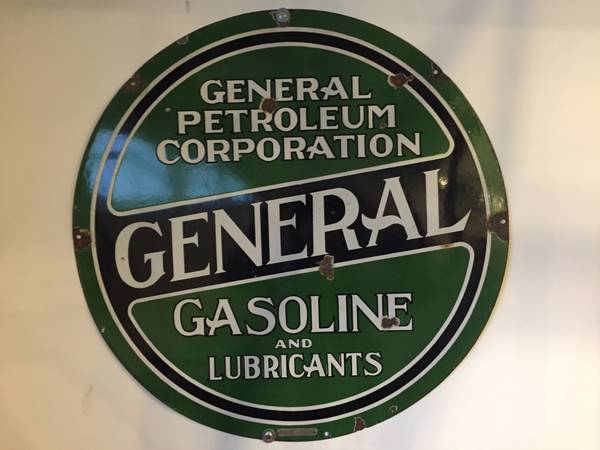 GENERAL
PETROLEUM
CORPORATION
GENERAL
GASOLINE
AND
LUBRICANTS